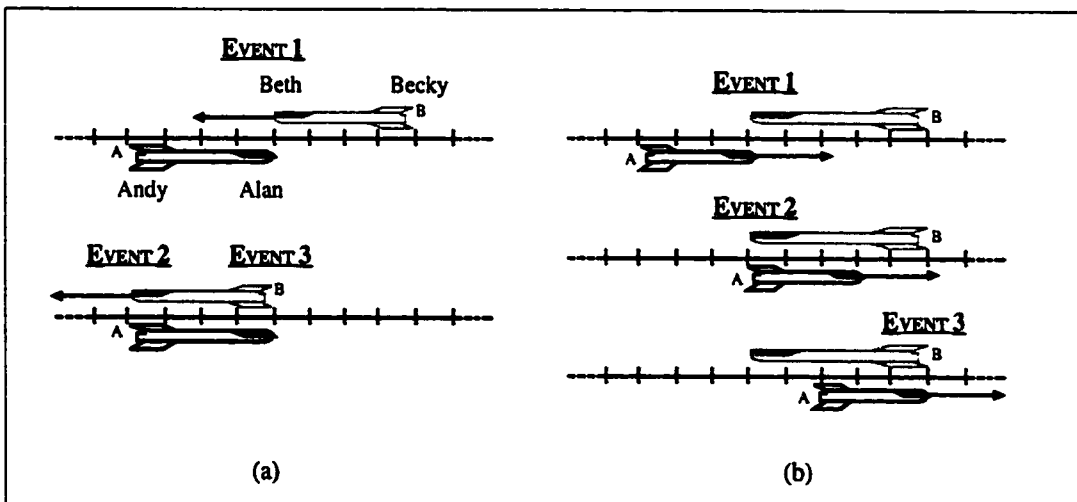 EVENT 1
Beth Becky
B
A
Andy Alan
EVENT 2 EVENT 3
B
A
(a)
EVENT 1
B
A
EVENT 2
B
A
EVENT 3
B
A
(b)